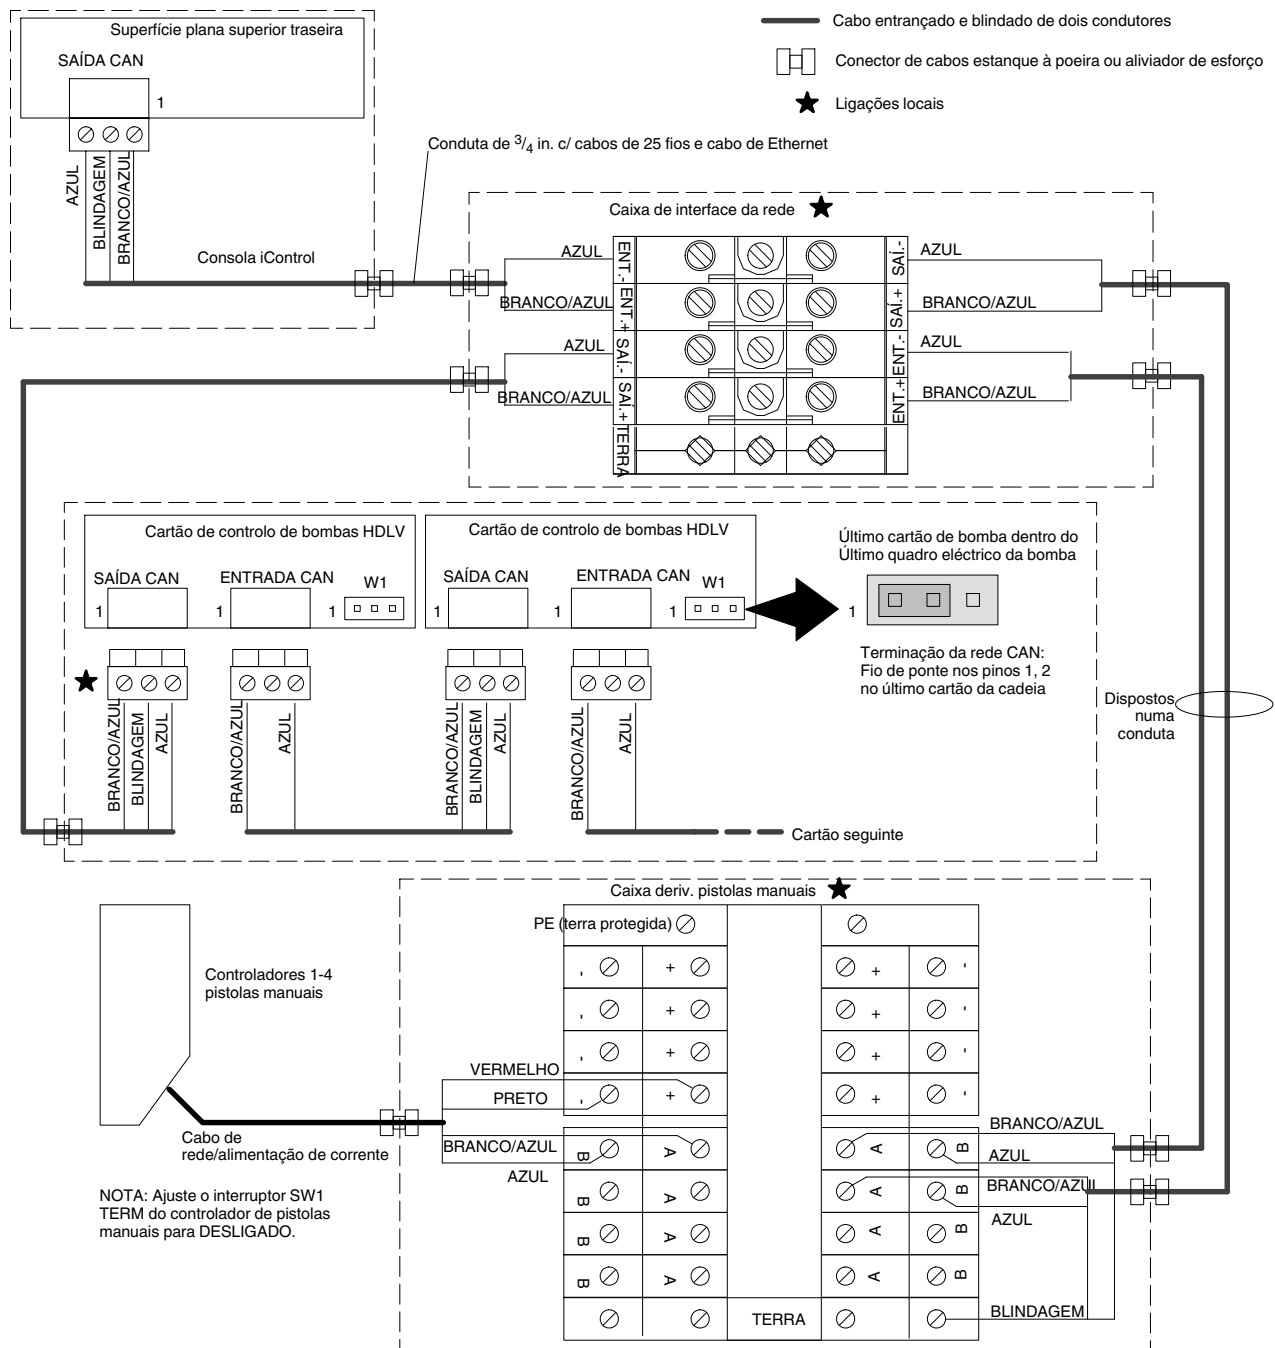 Superfície plana superior traseira
SAÍDA CAN
1
AZUL
BLINDAGEM
BRANCO/AZUL
Consola iControl
Cabo entrançado e blindado de dois condutores
Conector de cabos estanque à poeira ou aliviador de esforço
Ligações locais
Conduta de 3/4 in. c/ cabos de 25 fios e cabo de Ethernet
Caixa de interface da rede
AZUL
BRANCO/AZUL
AZUL
BRANCO/AZUL
ENT.-
ENT.+
SAÍ.-
SAÍ.+
TERRA
SAÍ.-
SAÍ.+
ENT.-
ENT.+
AZUL
BRANCO/AZUL
AZUL
BRANCO/AZUL
Cartão de controlo de bombas HDLV
SAÍDA CAN
ENTRADA CAN
W1
1
1
1
Cartão de controlo de bombas HDLV
SAÍDA CAN
ENTRADA CAN
W1
1
1
1
Último cartão de bomba dentro do
Último quadro eléctrico da bomba
1
Terminação da rede CAN:
Fio de ponte nos pinos 1, 2
no último cartão da cadeia
BRANCO/AZUL
BLINDAGEM
AZUL
BRANCO/AZUL
AZUL
BRANCO/AZUL
BLINDAGEM
AZUL
BRANCO/AZUL
AZUL
Cartão seguinte
Dispostos
numa
conduta
Caixa deriv. pistolas manuais
PE (terra protegida)
- +
+ -
- +
+ -
- +
+ -
- +
+ -
B A
A B
B A
A B
B A
A B
B A
A B
TERRA
Controladores 1-4
pistolas manuais
VERMELHO
PRETO
BRANCO/AZUL
AZUL
Cabo de
rede/alimentação de corrente
NOTA: Ajuste o interruptor SW1
TERM do controlador de pistolas
manuais para DESLIGADO.
BRANCO/AZUL
AZUL
BRANCO/AZUL
AZUL
BLINDAGEM